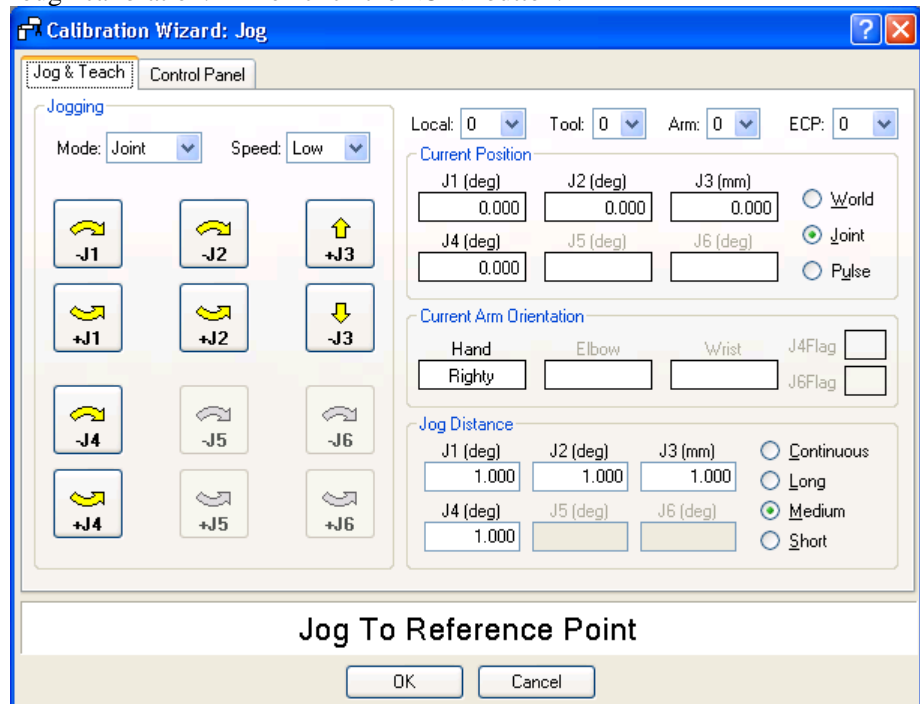 Calibration Wizard: Jog
Jog & Teach Control Panel
Jogging
Mode: Joint Speed: Low
-J1 -J2 +J3
+J1 +J2 -J3
-J4 -J5 -J6
+J4 +J5 +J6
Local: 0 Tool: 0 Arm: 0 ECP: 0
Current Position
J1 (deg) J2 (deg) J3 (mm)
0.000 0.000 0.000
J4 (deg) J5 (deg) J6 (deg)
0.000
World
Joint
Pulse
Current Arm Orientation
Hand Elbow Wrist J4Flag
Righty J6Flag
Jog Distance
J1 (deg) J2 (deg) J3 (mm)
1.000 1.000 1.000
J4 (deg) J5 (deg) J6 (deg)
1.000
Continuous
Long
Medium
Short
Jog To Reference Point
OK Cancel